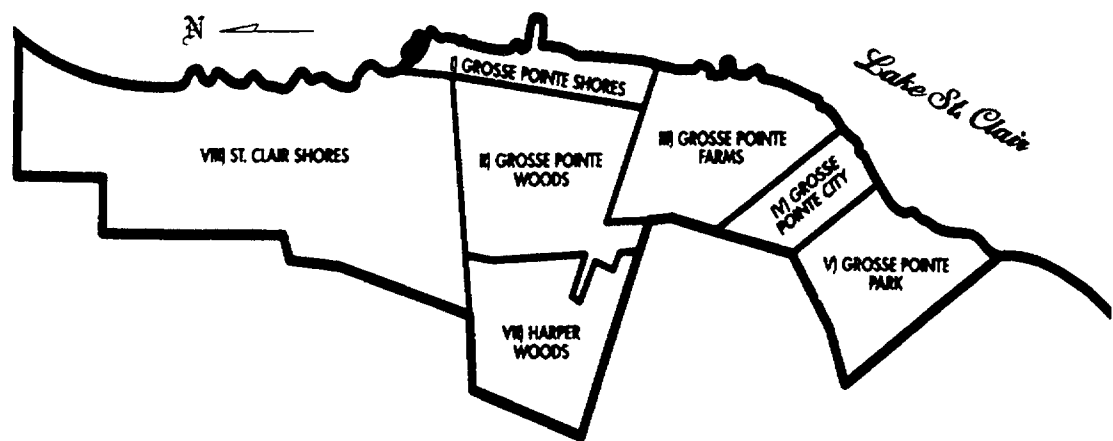 N
Lake St. Clair
I) GROSSE POINTE SHORES
VIII) ST. CLAIR SHORES
II) GROSSE POINTE
WOODS
III) GROSSE POINTE
FARMS
IV) GROSSE
POINTE CITY
V) GROSSE POINTE
PARK
VII) HARPER
WOODS